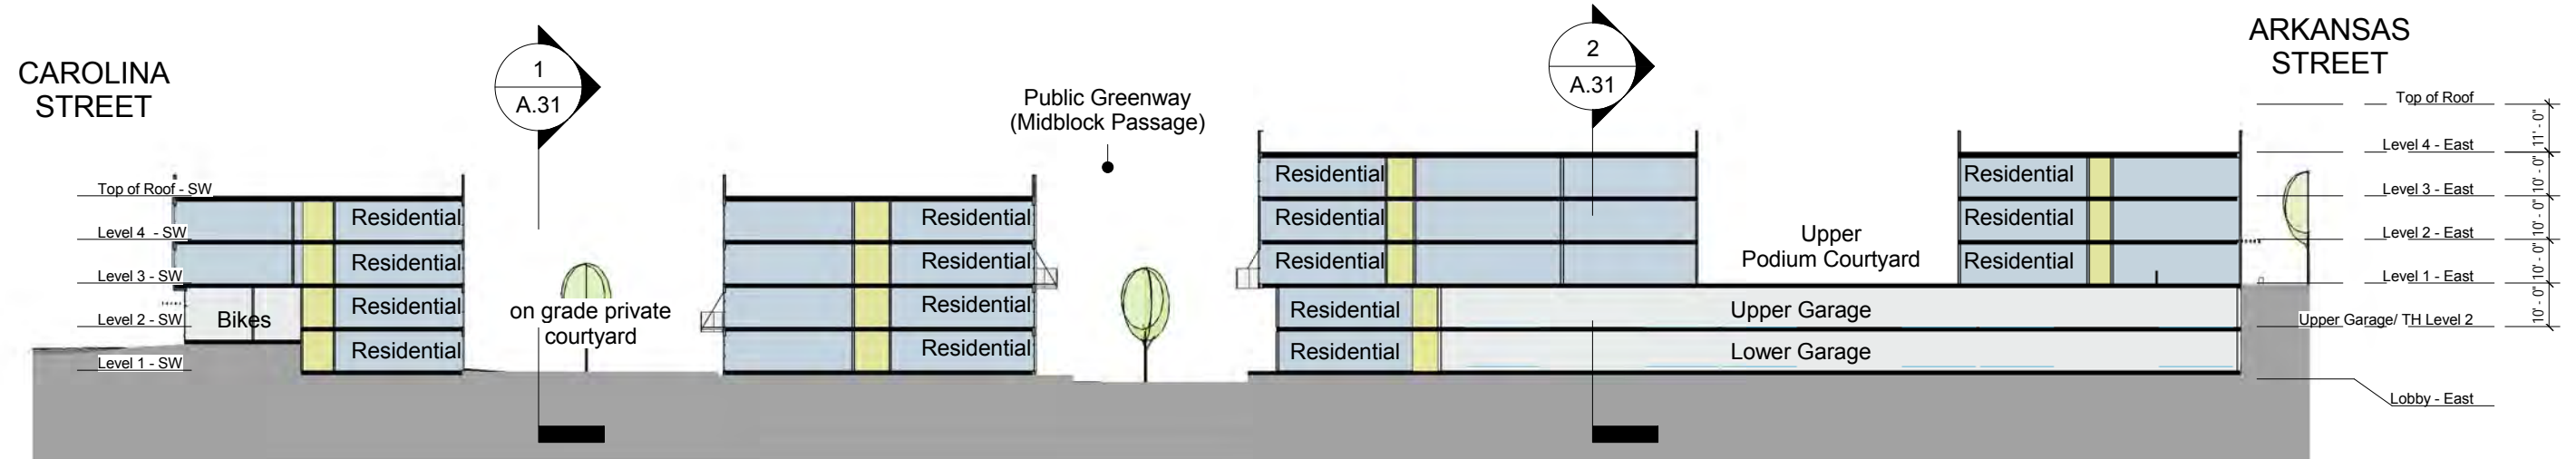 CAROLINA
STREET
1
A.31
Public Greenway
(Midblock Passage)
2
A.31
ARKANSAS
STREET
Top of Roof - SW
Level 4 - SW
Level 3 - SW
Level 2 - SW
Level 1 - SW
Bikes
Residential
Residential
Residential
Residential
on grade private
courtyard
Residential
Residential
Residential
Residential
Residential
Residential
Residential
Residential
Residential
Upper
Podium Courtyard
Upper Garage
Lower Garage
Residential
Residential
Residential
Top of Roof
Level 4 - East
Level 3 - East
Level 2 - East
Level 1 - East
Upper Garage/ TH Level 2
Lobby - East
11' - 0"
10' - 0"
10' - 0"
10' - 0"
10' - 0"